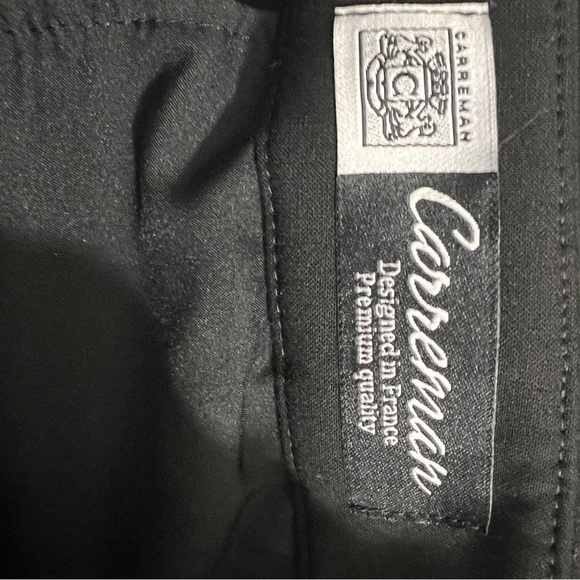 CARREMAN
C
Carreman
Designed in France
Premium quality